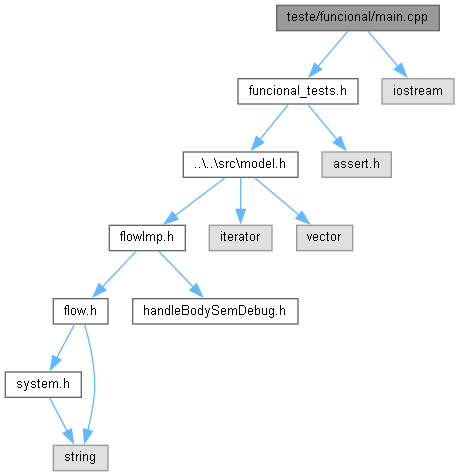 teste/funcional/main.cpp
funcional_tests.h
iostream
..\..\src\model.h
assert.h
flowImp.h
iterator
vector
flow.h
handleBodySemDebug.h
system.h
string